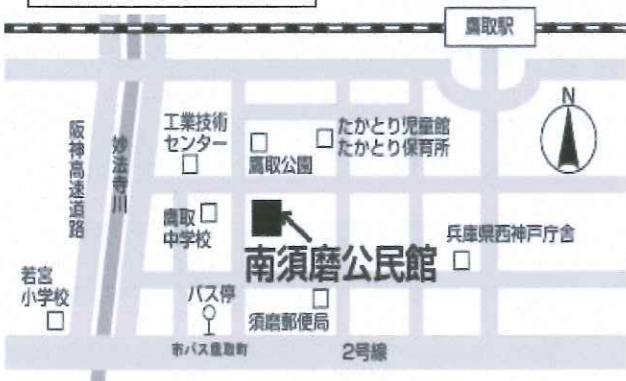 鷹取駅
N
工業技術
センター
たかとり児童館
たかとり保育所
鷹取公園
阪神高速道路
妙法寺川
鷹取
中学校
南須磨公民館
兵庫県西神戸庁舎
若宮
小学校
バス停
須磨郵便局
市バス鷹取町
2号線